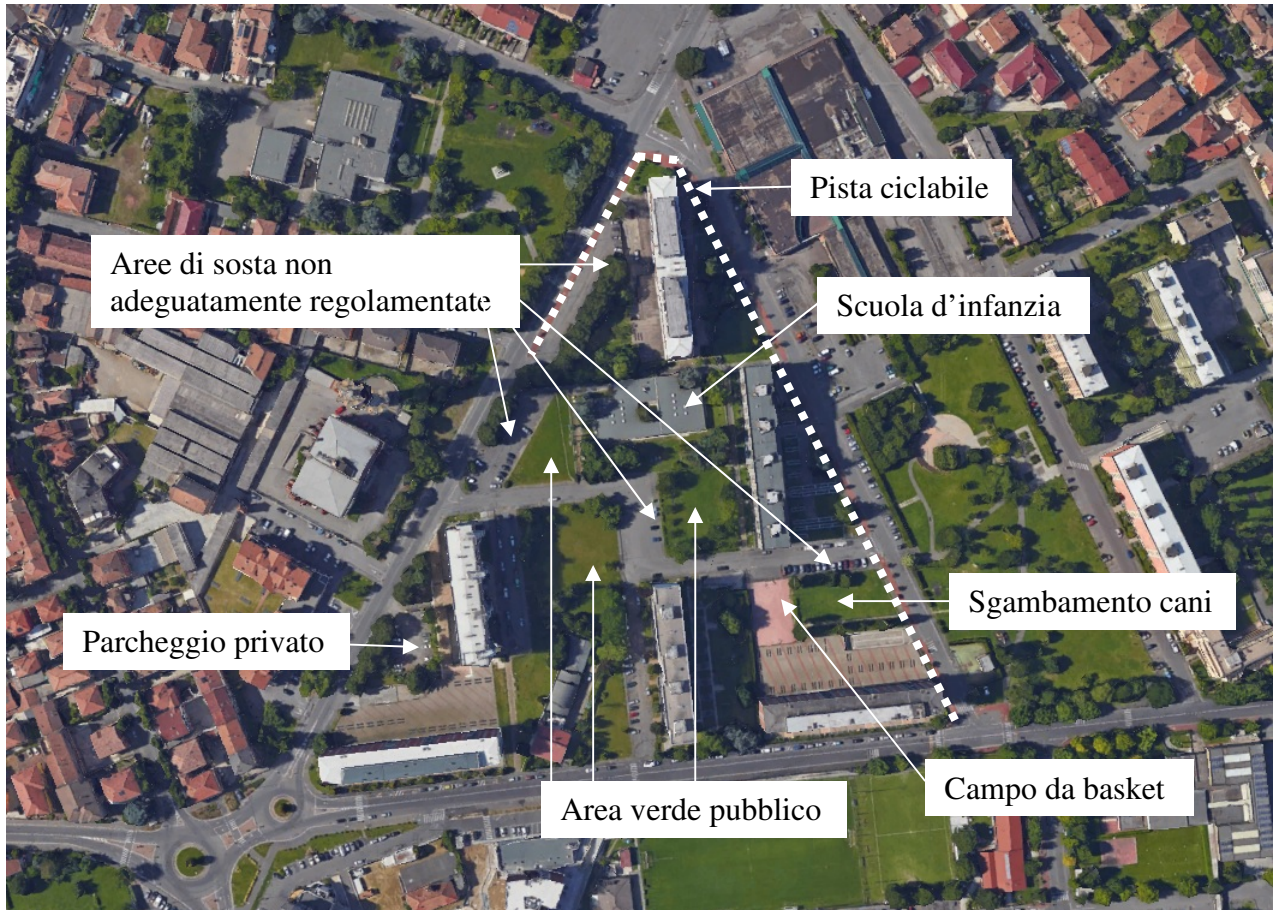 Pista ciclabile
Aree di sosta non
adeguatamente regolamentate
Scuola d'infanzia
Sgambamento cani
Parcheggio privato
Campo da basket
Area verde pubblico